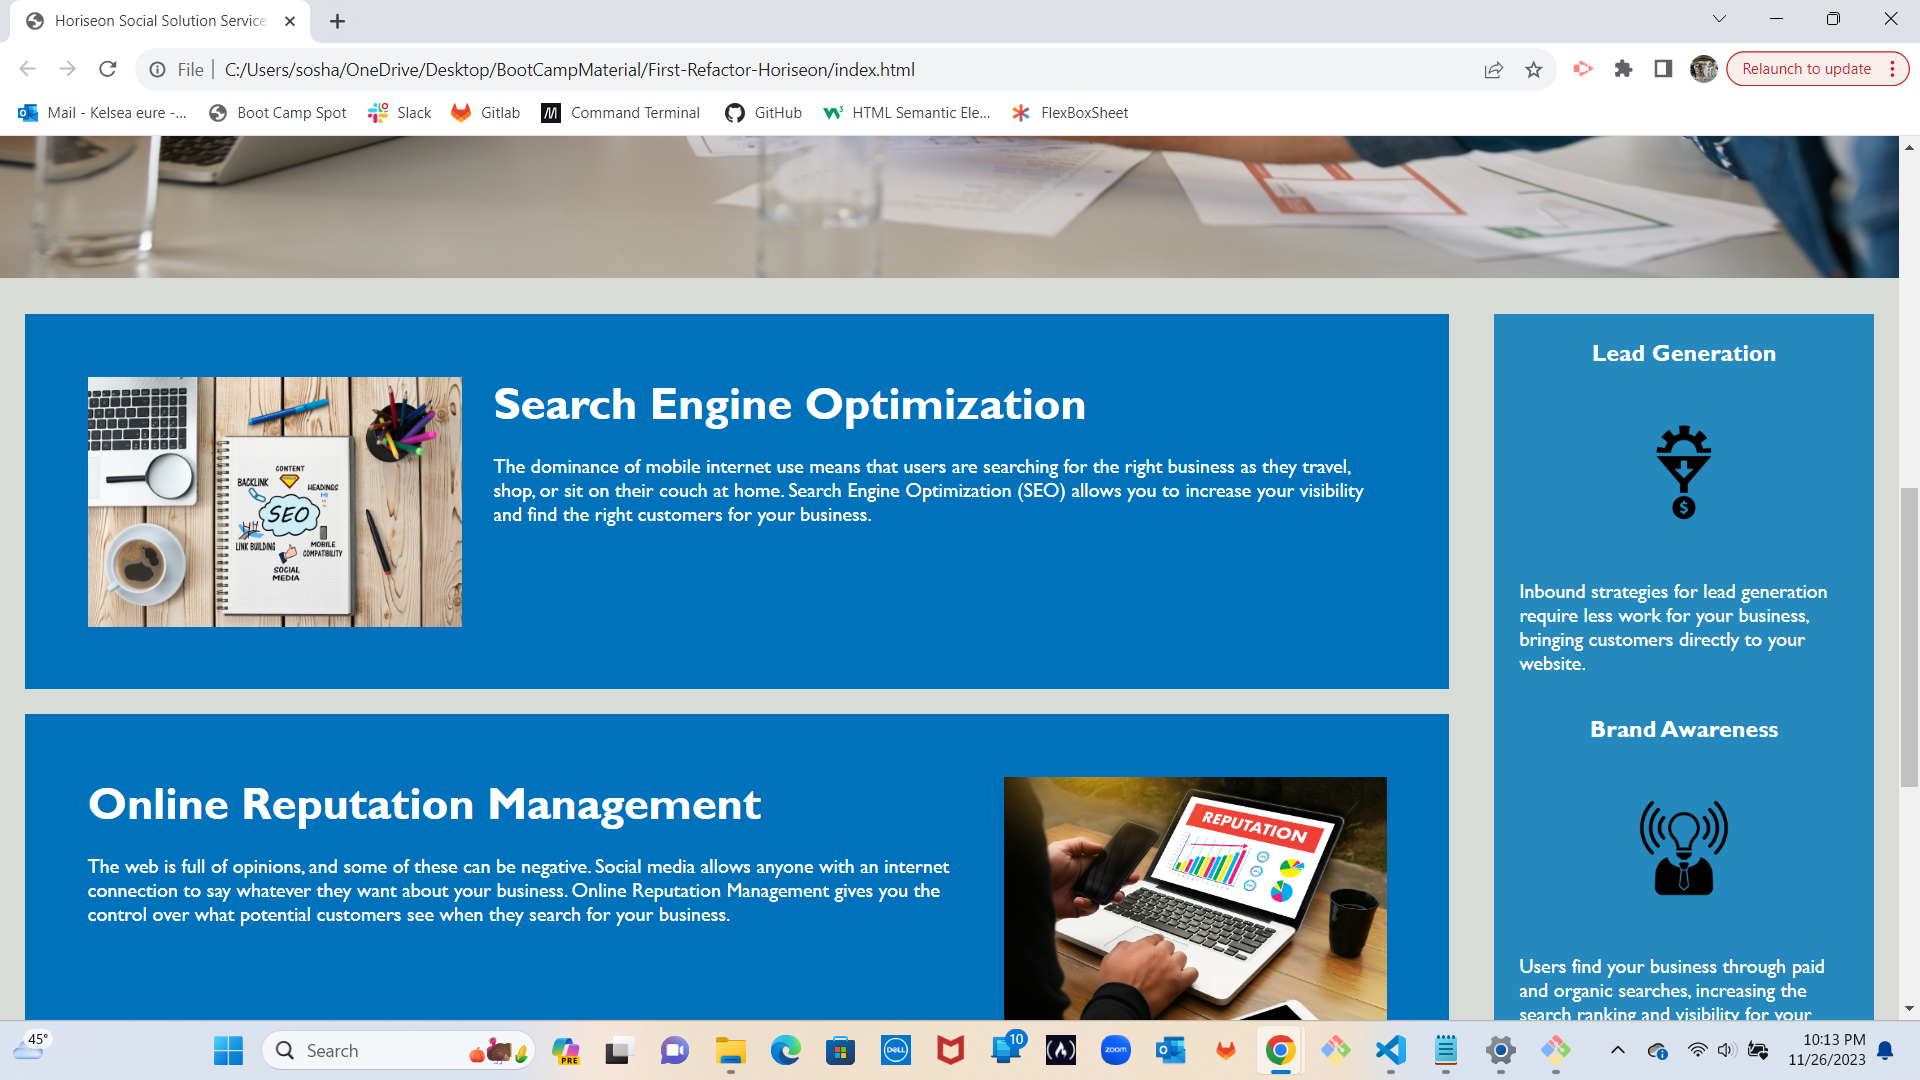 Horiseon Social Solution Service
File
C:/Users/sosha/OneDrive/Desktop/BootCampMaterial/First-Refactor-Horiseon/index.html
Relaunch to update
Mail - Kelsea eure -...
Boot Camp Spot
Slack
Gitlab
M
Command Terminal
GitHub
W3
HTML Semantic Ele...
FlexBoxSheet
Search Engine Optimization
The dominance of mobile internet use means that users are searching for the right business as they travel,
shop, or sit on their couch at home. Search Engine Optimization (SEO) allows you to increase your visibility
and find the right customers for your business.
CONTENT
BACKLINK
HEADINGS
H1
SEO
LINK BUILDING
MOBILE
COMPATIBILITY
SOCIAL
MEDIA
Online Reputation Management
The web is full of opinions, and some of these can be negative. Social media allows anyone with an internet
connection to say whatever they want about your business. Online Reputation Management gives you the
control over what potential customers see when they search for your business.
REPUTATION
Lead Generation
$
Inbound strategies for lead generation
require less work for your business,
bringing customers directly to your
website.
Brand Awareness
Users find your business through paid
and organic searches, increasing the
search ranking and visibility for your
45°
Search
PRE
DELL
10
zoom
10:13 PM
11/26/2023